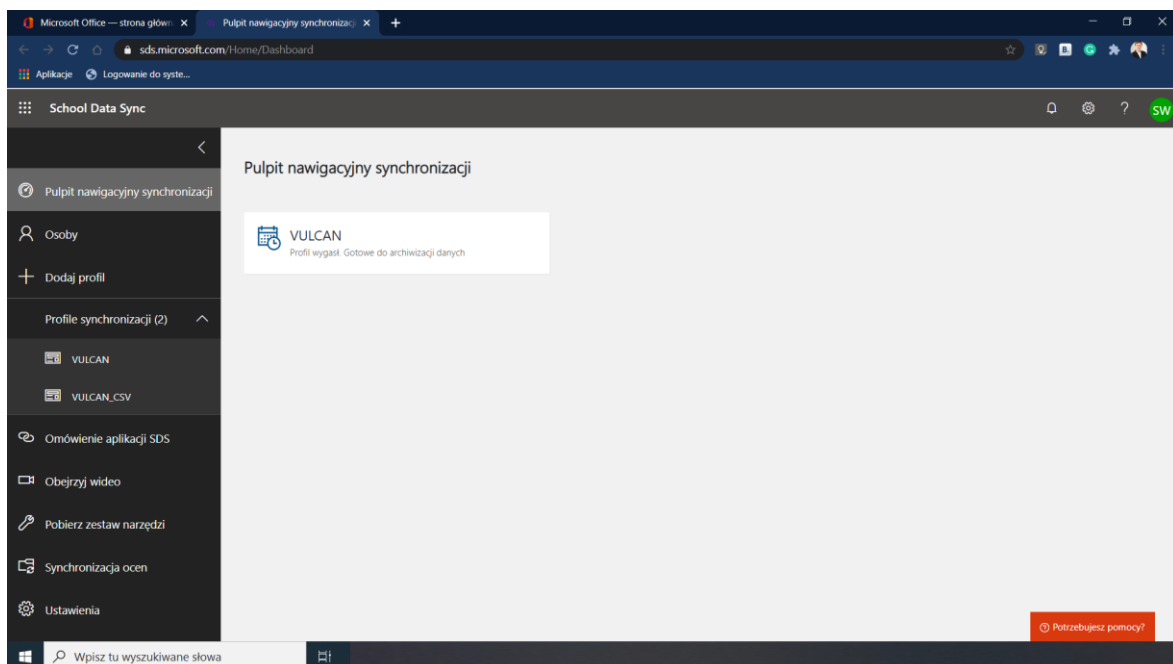 Microsoft Office — strona główn
Pulpit nawigacyjny synchronizacj
sds.microsoft.com/Home/Dashboard
Aplikacje
Logowanie do syste...
School Data Sync
SW
Pulpit nawigacyjny synchronizacji
Osoby
Dodaj profil
Profile synchronizacji (2)
VULCAN
VULCAN_CSV
Omówienie aplikacji SDS
Obejrzyj wideo
Pobierz zestaw narzędzi
Synchronizacja ocen
Ustawienia
Pulpit nawigacyjny synchronizacji
VULCAN
Profil wygasł. Gotowe do archiwizacji danych
Potrzebujesz pomocy?
Wpisz tu wyszukiwane słowa